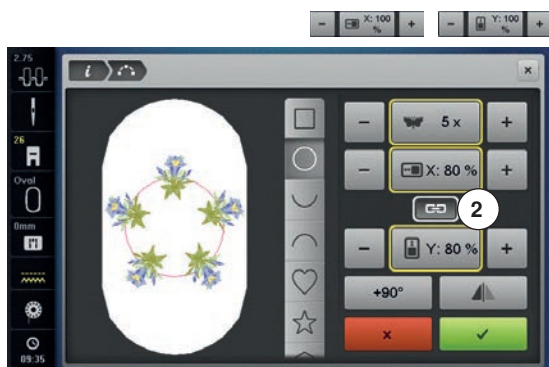 - X: 100 % + - Y: 100 % +
2.75
i
×
- 5 x +
26
- X: 80 % +
Oval
2
0mm
- Y: 80 % +
+90°
09:35